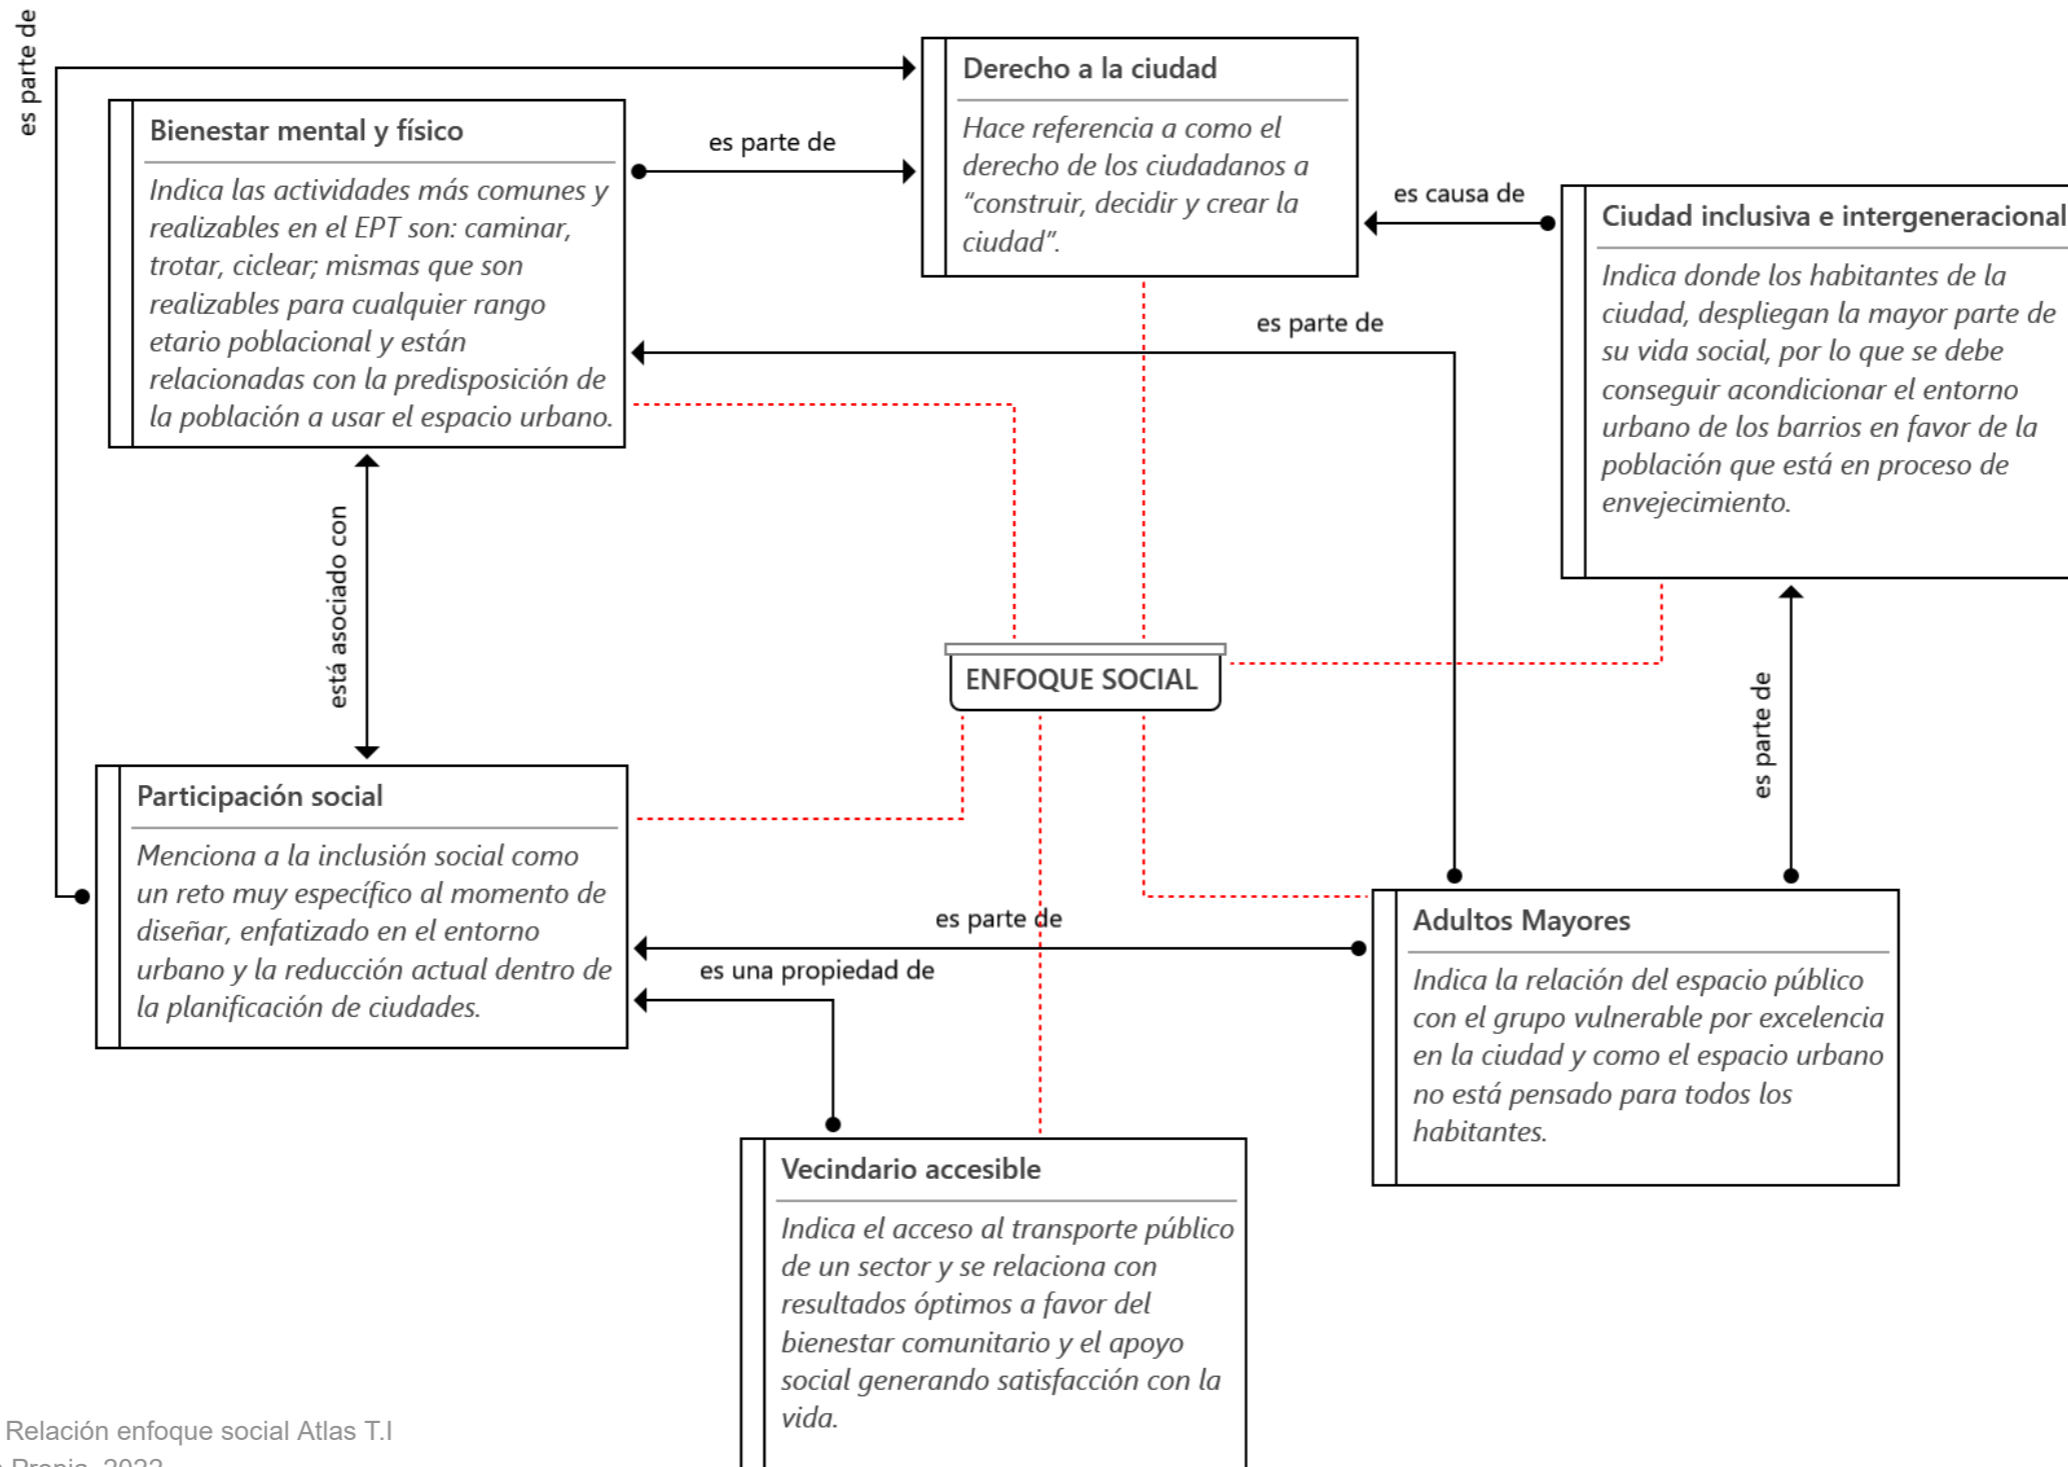 es parte de
Derecho a la ciudad
Hace referencia a como el
derecho de los ciudadanos a
“construir, decidir y crear la
ciudad”.
Bienestar mental y físico
Indica las actividades más comunes y
realizables en el EPT son: caminar,
trotar, ciclear; mismas que son
realizables para cualquier rango
etario poblacional y están
relacionadas con la predisposición de
la población a usar el espacio urbano.
es parte de
es causa de
Ciudad inclusiva e intergeneracional
Indica donde los habitantes de la
ciudad, despliegan la mayor parte de
su vida social, por lo que se debe
conseguir acondicionar el entorno
urbano de los barrios en favor de la
población que está en proceso de
envejecimiento.
es parte de
está asociado con
ENFOQUE SOCIAL
es parte de
Participación social
Menciona a la inclusión social como
un reto muy específico al momento de
diseñar, enfatizado en el entorno
urbano y la reducción actual dentro de
la planificación de ciudades.
es parte de
es una propiedad de
Adultos Mayores
Indica la relación del espacio público
con el grupo vulnerable por excelencia
en la ciudad y como el espacio urbano
no está pensado para todos los
habitantes.
Vecindario accesible
Indica el acceso al transporte público
de un sector y se relaciona con
resultados óptimos a favor del
bienestar comunitario y el apoyo
social generando satisfacción con la
vida.
Relación enfoque social Atlas T.I
Propia, 2022